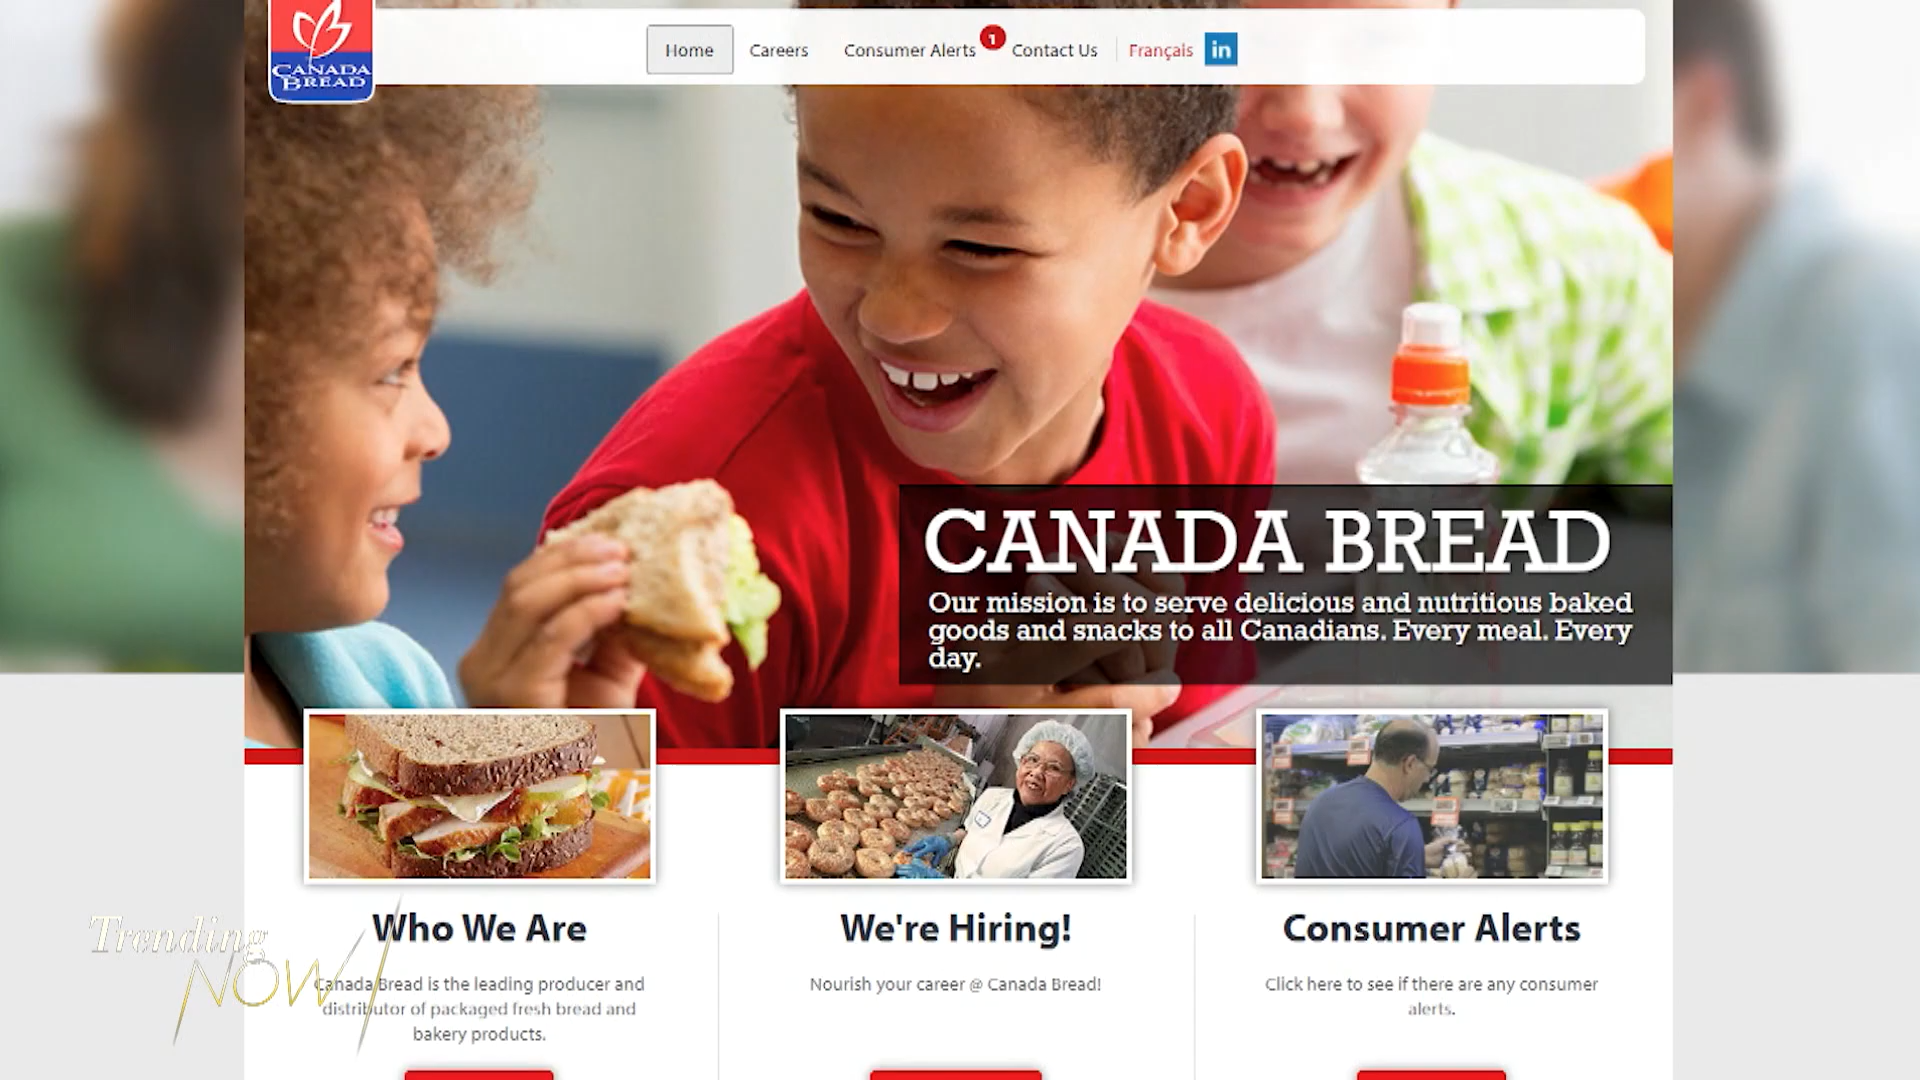 CANADA
BREAD
Home
Careers
Consumer Alerts
1
Contact Us
Français
in
CANADA BREAD
Our mission is to serve delicious and nutritious baked
goods and snacks to all Canadians. Every meal. Every
day.
Who We Are
Canada Bread is the leading producer and
distributor of packaged fresh bread and
bakery products.
We're Hiring!
Nourish your career @ Canada Bread!
Consumer Alerts
Click here to see if there are any consumer
alerts.
Trending
NOW